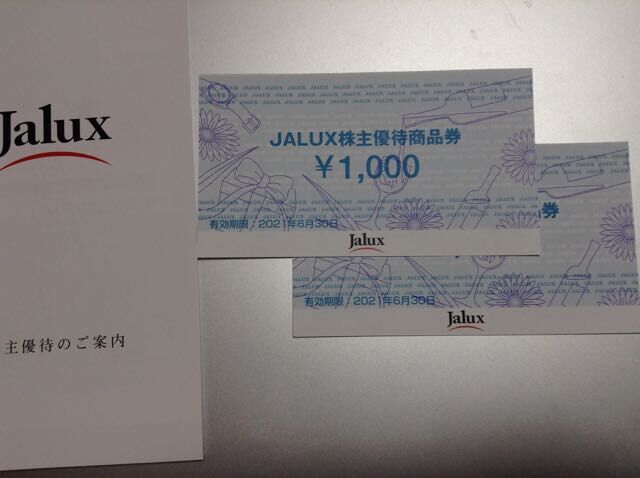 Jalux
主優待のご案内
JALUX株主優待商品券
¥1,000
有効期限：2021年6月30日
Jalux
券
有効期限：2021年6月30日
Jalux